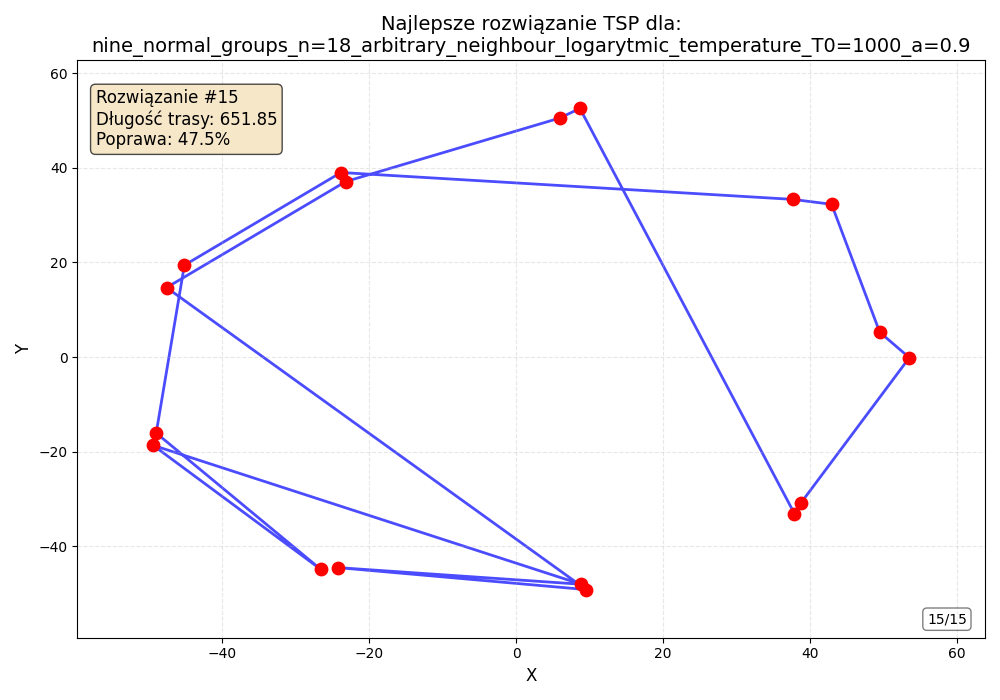 Najlepsze rozwiązanie TSP dla:
nine_normal_groups_n=18_arbitrary_neighbour_logarytmic_temperature_T0=1000_a=0.9
Rozwiązanie #15
Długość trasy: 651.85
Poprawa: 47.5%
60
40
20
0
−20
−40
Y
15/15
−40 −20 0 20 40 60
X